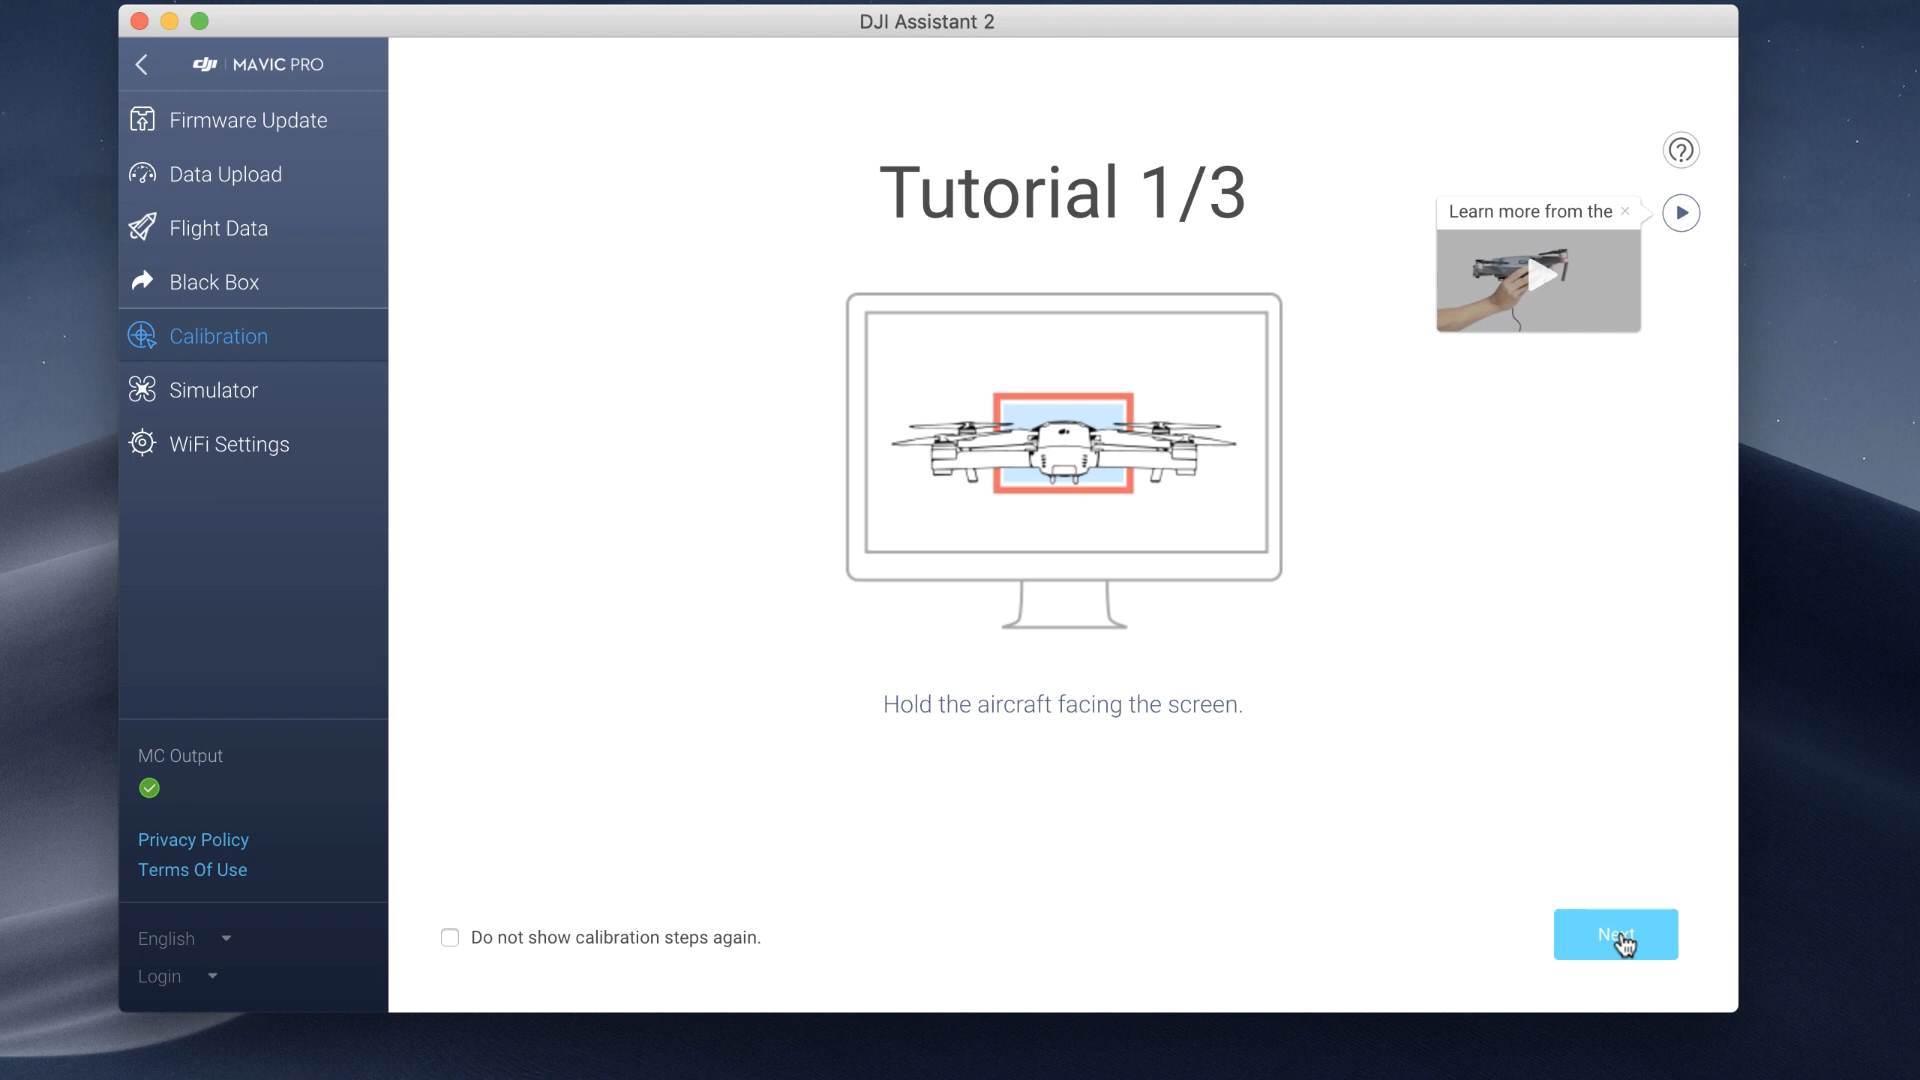 DJI Assistant 2
dji MAVIC PRO
Firmware Update
Data Upload
Flight Data
Black Box
Calibration
Simulator
WiFi Settings
MC Output
Privacy Policy
Terms Of Use
English
Login
Tutorial 1/3
Learn more from the
Hold the aircraft facing the screen.
Do not show calibration steps again.
Next